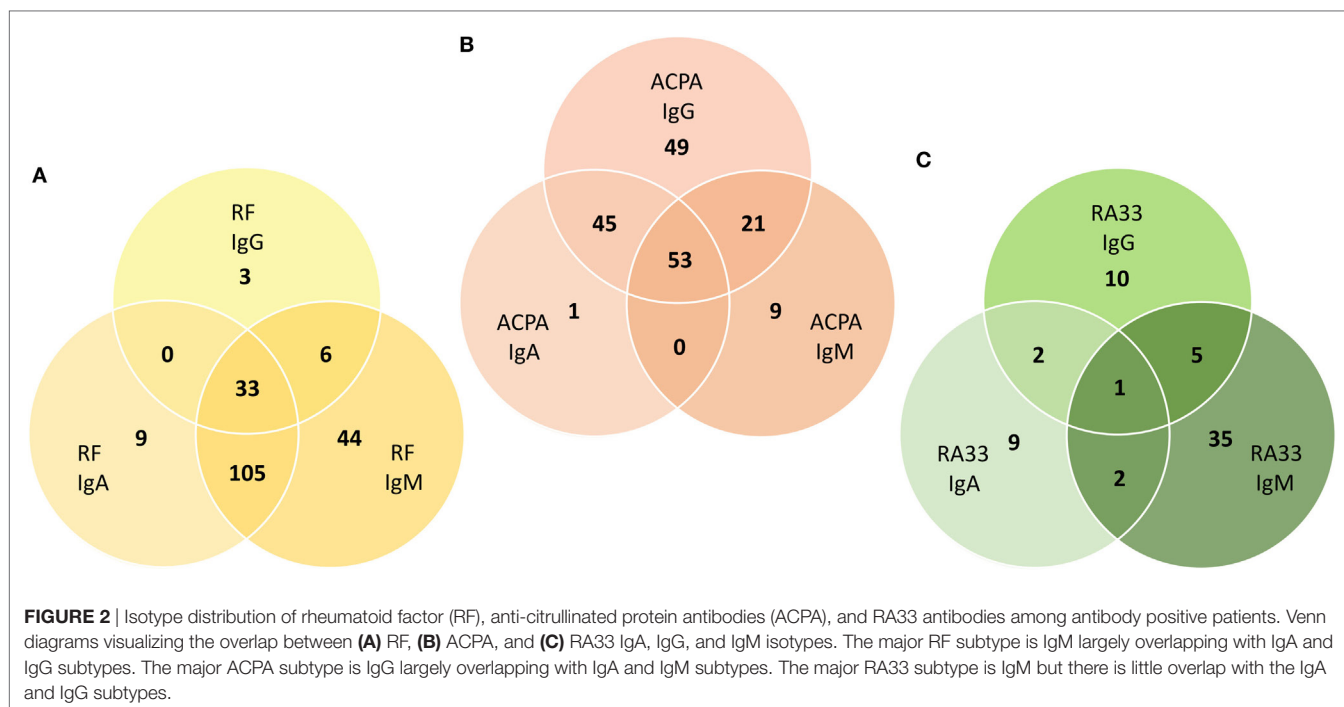 A
RF
IgG
3
0
6
33
9
44
RF
IgA
RF
IgM
105
B
ACPA
IgG
49
45
21
53
1
9
ACPA
IgA
ACPA
IgM
0
C
RA33
IgG
10
2
5
1
9
35
RA33
IgA
RA33
IgM
2
FIGURE 2 | Isotype distribution of rheumatoid factor (RF), anti-citrullinated protein antibodies (ACPA), and RA33 antibodies among antibody positive patients. Venn
diagrams visualizing the overlap between (A) RF, (B) ACPA, and (C) RA33 IgA, IgG, and IgM isotypes. The major RF subtype is IgM largely overlapping with IgA and
IgG subtypes. The major ACPA subtype is IgG largely overlapping with IgA and IgM subtypes. The major RA33 subtype is IgM but there is little overlap with the IgA
and IgG subtypes.